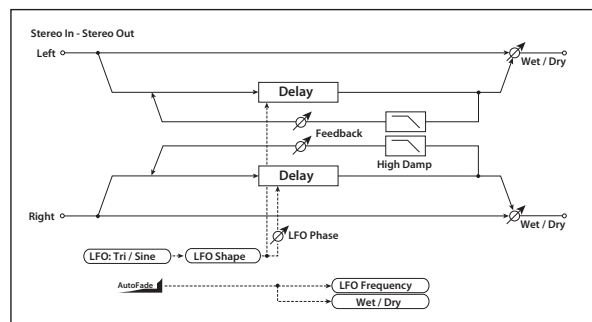 Stereo In - Stereo Out
Left
Wet / Dry
Delay
Feedback
High Damp
Delay
Right
Wet / Dry
LFO Phase
LFO: Tri / Sine
LFO Shape
AutoFade
LFO Frequency
Wet / Dry